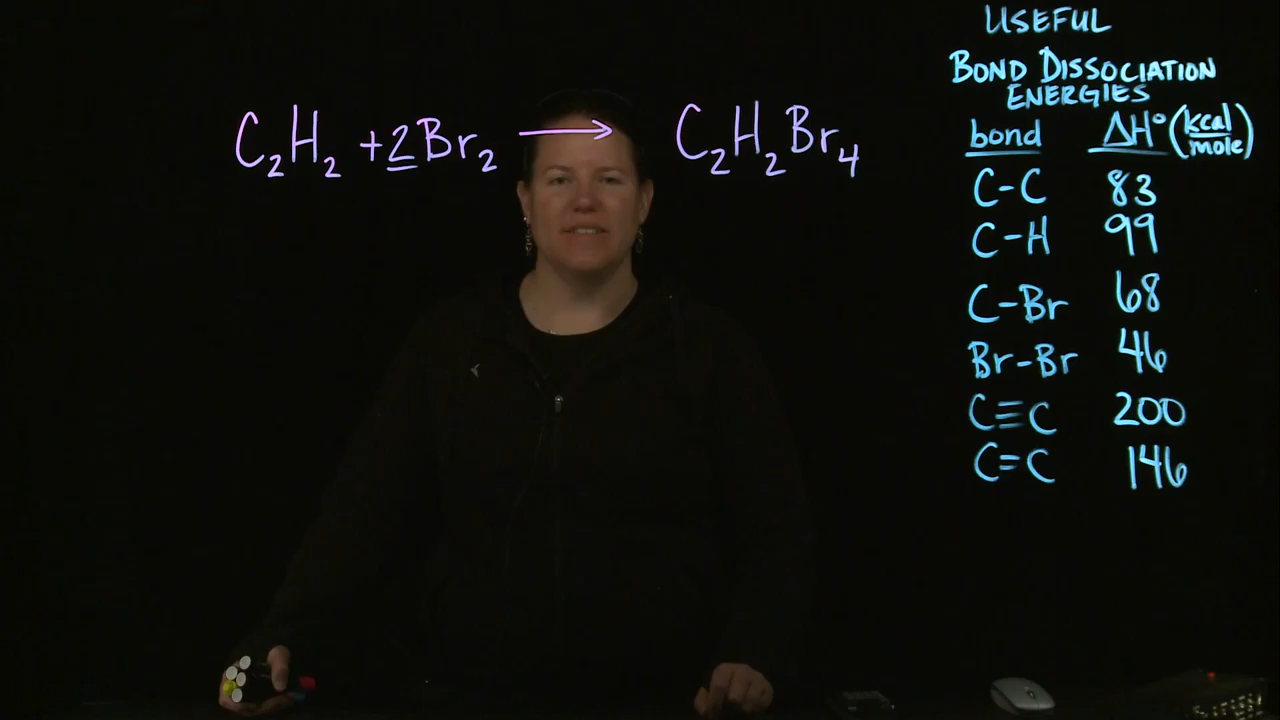 C₂H₂ + 2Br₂ → C₂H₂Br₄
USEFUL
BOND DISSOCIATION
ENERGIES
bond ΔH° (kcal/mole)
C-C 83
C-H 99
C-Br 68
Br-Br 46
C≡C 200
C=C 146